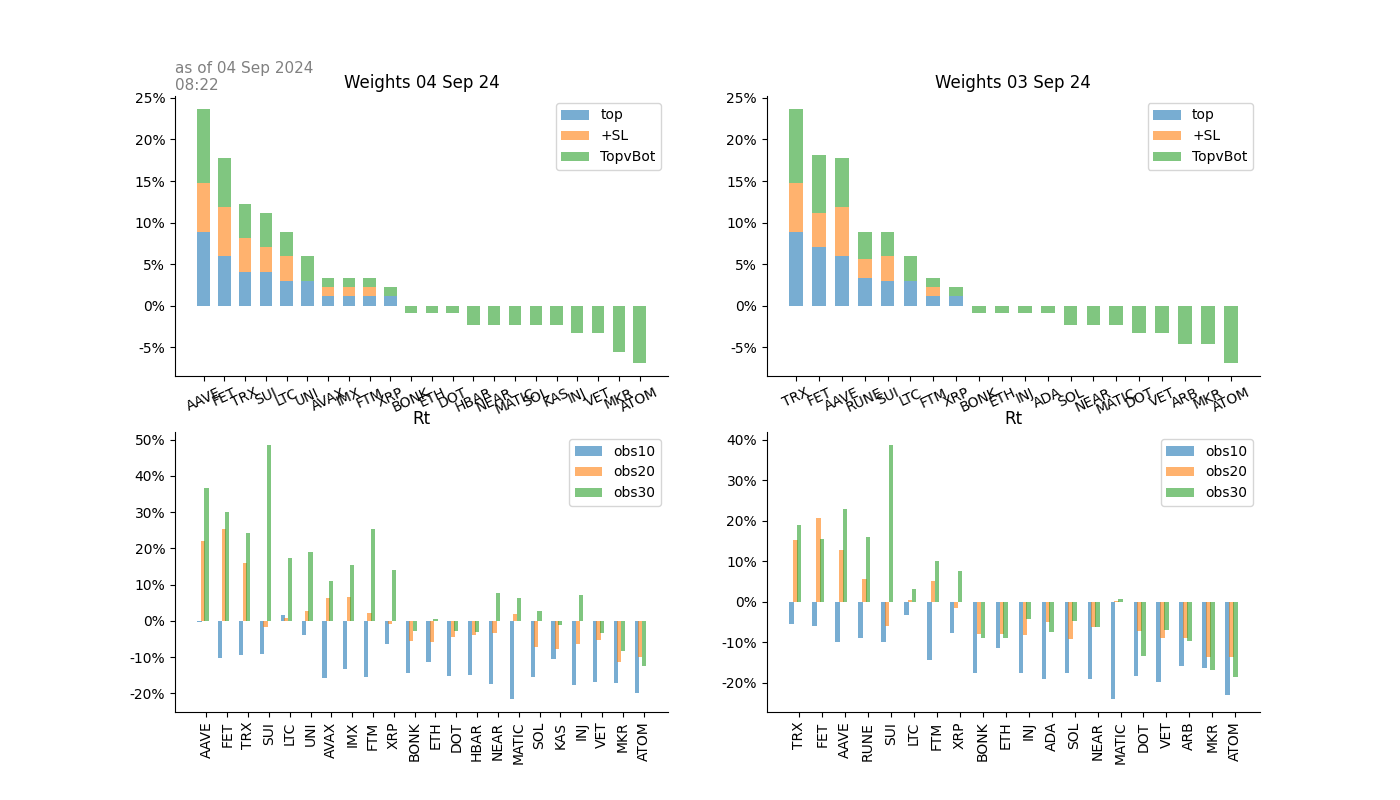 as of 04 Sep 2024
08:22
Weights 04 Sep 24
25%
20%
15%
10%
5%
0%
-5%
top
+SL
TopvBot
AAVE FET TRX SUI LTC UNI AVAX IMX FTM XRP BONK ETH DOT HBAR NEAR MATIC SOL KAS INJ VET MKR ATOM
Weights 03 Sep 24
25%
20%
15%
10%
5%
0%
-5%
top
+SL
TopvBot
TRX FET AAVE RUNE SUI LTC FTM XRP BONK ETH INJ ADA SOL NEAR MATIC DOT VET ARB MKR ATOM
Rt
50%
40%
30%
20%
10%
0%
-10%
-20%
obs10
obs20
obs30
AAVE FET TRX SUI LTC UNI AVAX IMX FTM XRP BONK ETH DOT HBAR NEAR MATIC SOL KAS INJ VET MKR ATOM
Rt
40%
20%
10%
0%
-10%
-20%
obs10
obs20
obs30
TRX FET AAVE RUNE SUI LTC FTM XRP BONK ETH INJ ADA SOL NEAR MATIC DOT VET ARB MKR ATOM